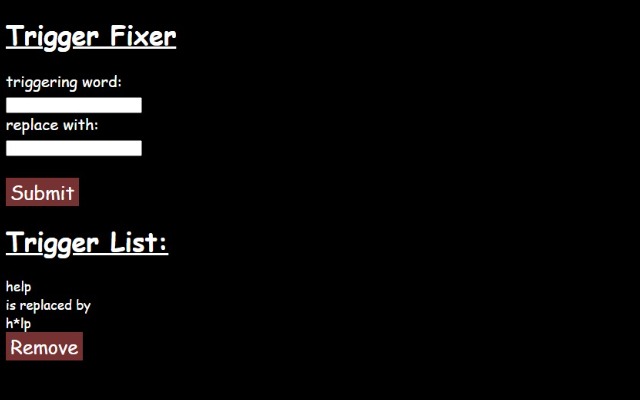 Trigger Fixer
triggering word:
replace with:
Submit
Trigger List:
help
is replaced by
h*lp
Remove